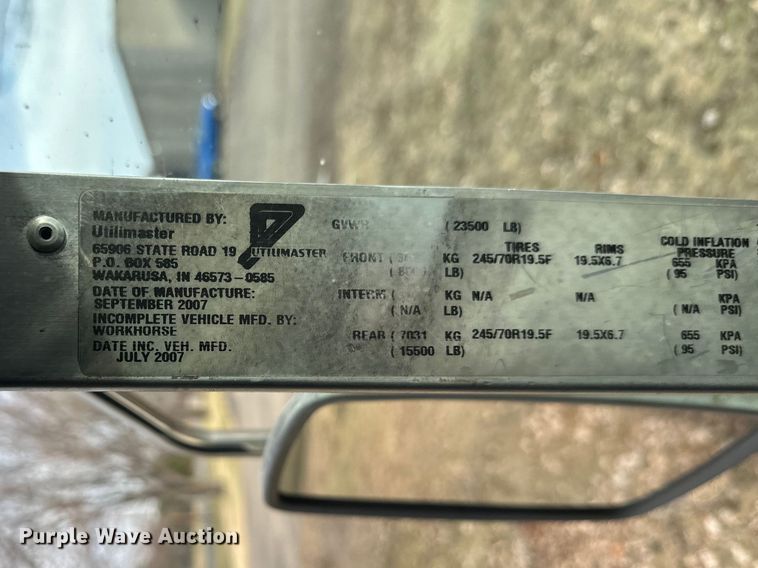 MANUFACTURED BY:
Utilimaster
65906 STATE ROAD 19
P.O. BOX 585
WAKARUSA, IN 46573-0585
DATE OF MANUFACTURE:
SEPTEMBER 2007
INCOMPLETE VEHICLE MFD. BY:
WORKHORSE
DATE INC. VEH. MFD.
JULY 2007
UTILIMASTER
GVWR ( 23500 LB)
TIRES RIMS COLD INFLATION PRESSURE
FRONT KG 245/70R19.5F 19.5X6.7 655 KPA
LB) ( 95 PSI)
INTERM ( KG N/A N/A KPA
( N/A LB) ( N/A PSI)
REAR ( 7031 KG 245/70R19.5F 19.5X6.7 655 KPA
( 15500 LB) ( 95 PSI)
Purple Wave Auction